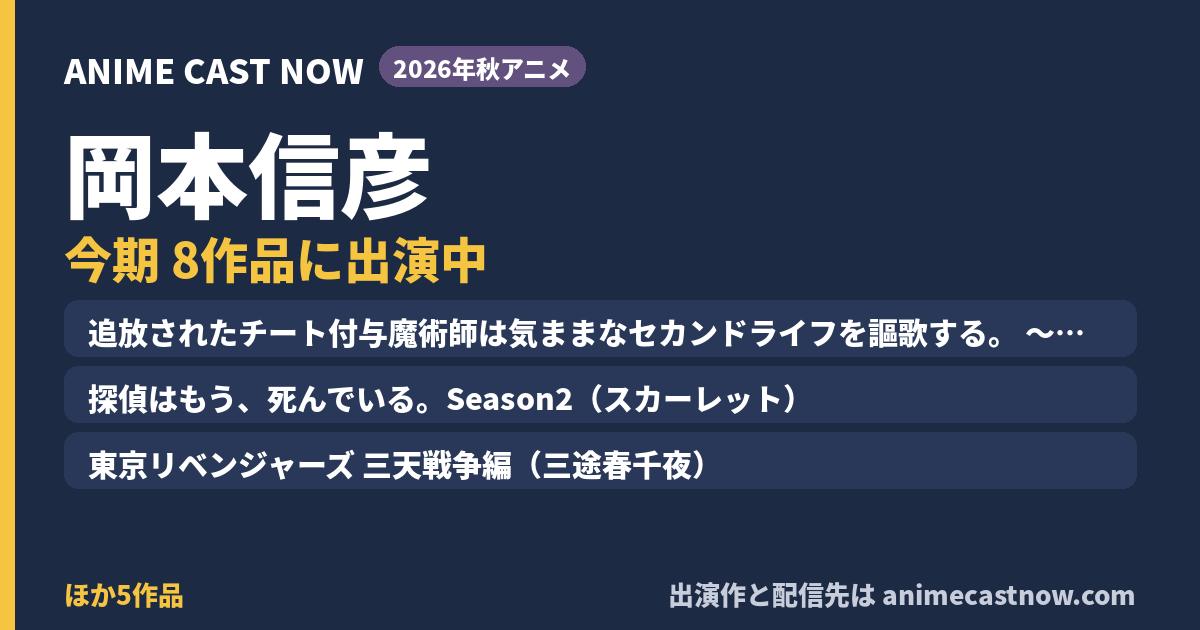 ANIME CAST NOW 2026年秋アニメ
岡本信彦
今期 8作品に出演中
追放されたチート付与魔術師は気ままなセカンドライフを謳歌する。 〜…
探偵はもう、死んでいる。Season2（スカーレット）
東京リベンジャーズ 三天戦争編（三途春千夜）
ほか5作品
出演作と配信先は animecastnow.com